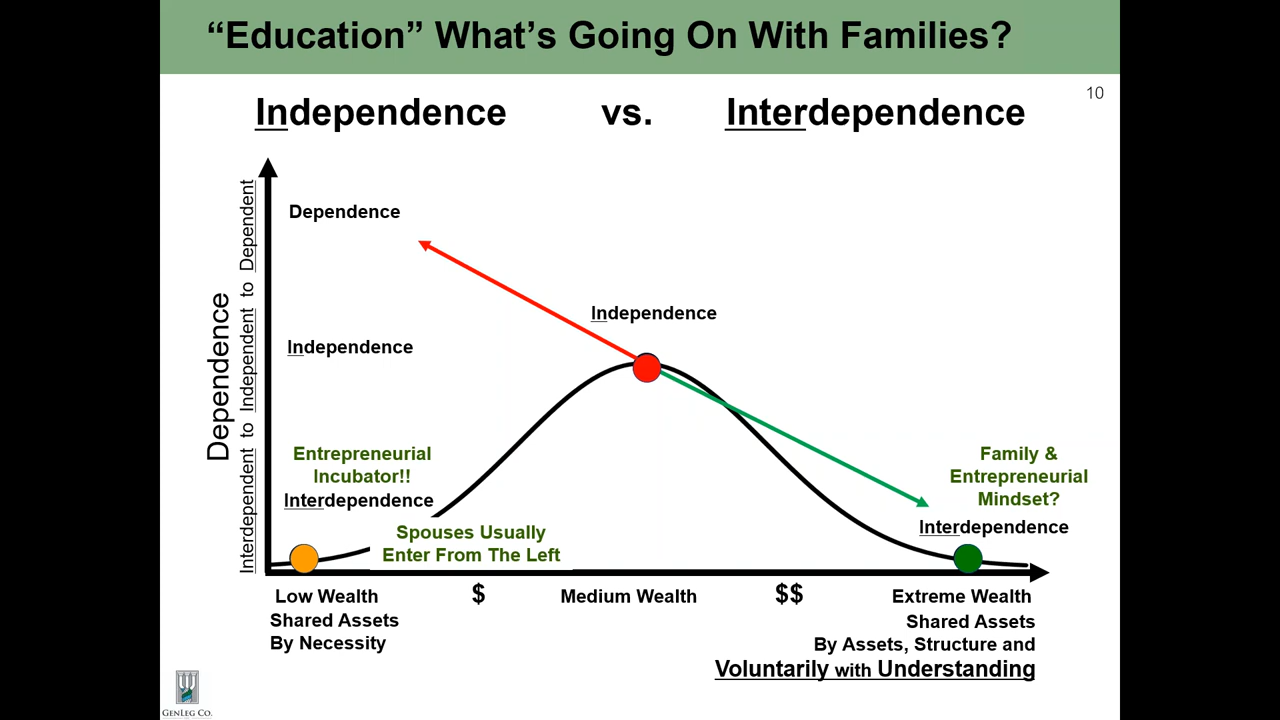 “Education” What’s Going On With Families?
10
Independence vs. Interdependence
Dependence
Interdependent to Independent to Dependent
Dependence
Independence
Independence
Entrepreneurial
Incubator!!
Interdependence
Spouses Usually
Enter From The Left
Family &
Entrepreneurial
Mindset?
Interdependence
Low Wealth $ Medium Wealth $$ Extreme Wealth
Shared Assets
By Necessity
Shared Assets
By Assets, Structure and
Voluntarily with Understanding
GENLEG CO.